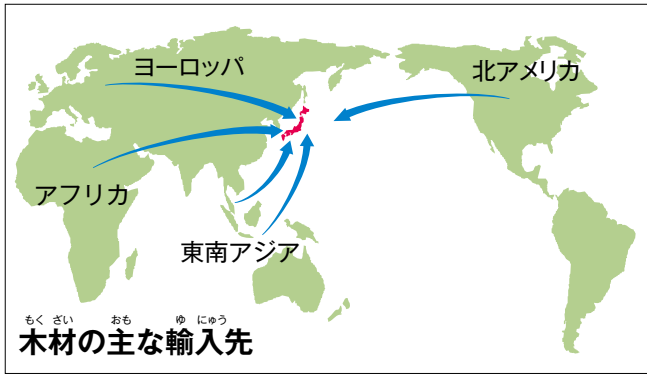 ヨーロッパ
北アメリカ
アフリカ
東南アジア
もく ざい おも ゆ にゅう
木材の主な輸入先